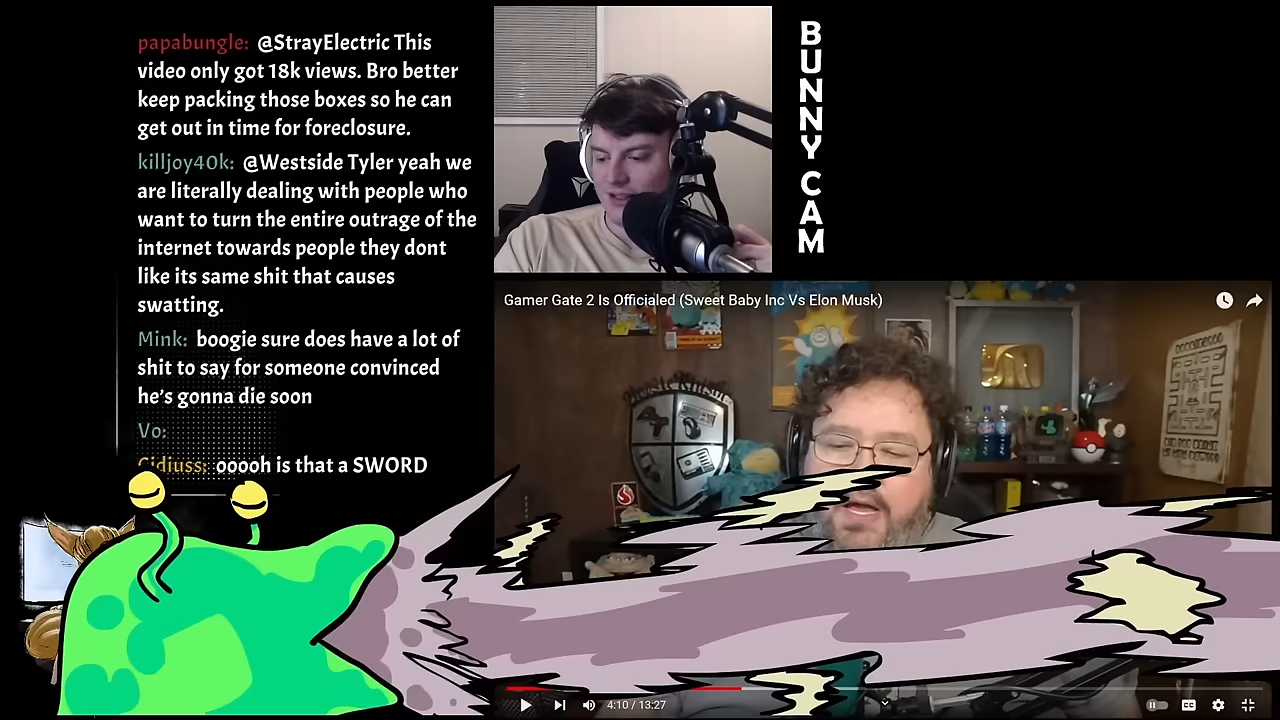 papabungle: @StrayElectric This
video only got 18k views. Bro better
keep packing those boxes so he can
get out in time for foreclosure.
killjoy40k: @Westside Tyler yeah we
are literally dealing with people who
want to turn the entire outrage of the
internet towards people they dont
like its same shit that causes
swatting.
Mink: boogie sure does have a lot of
shit to say for someone convinced
he's gonna die soon
Vo:
Cidiuss: ooooh is that a SWORD
BUNNY CAM
Gamer Gate 2 Is Officialed (Sweet Baby Inc Vs Elon Musk)
4:10 / 13:27